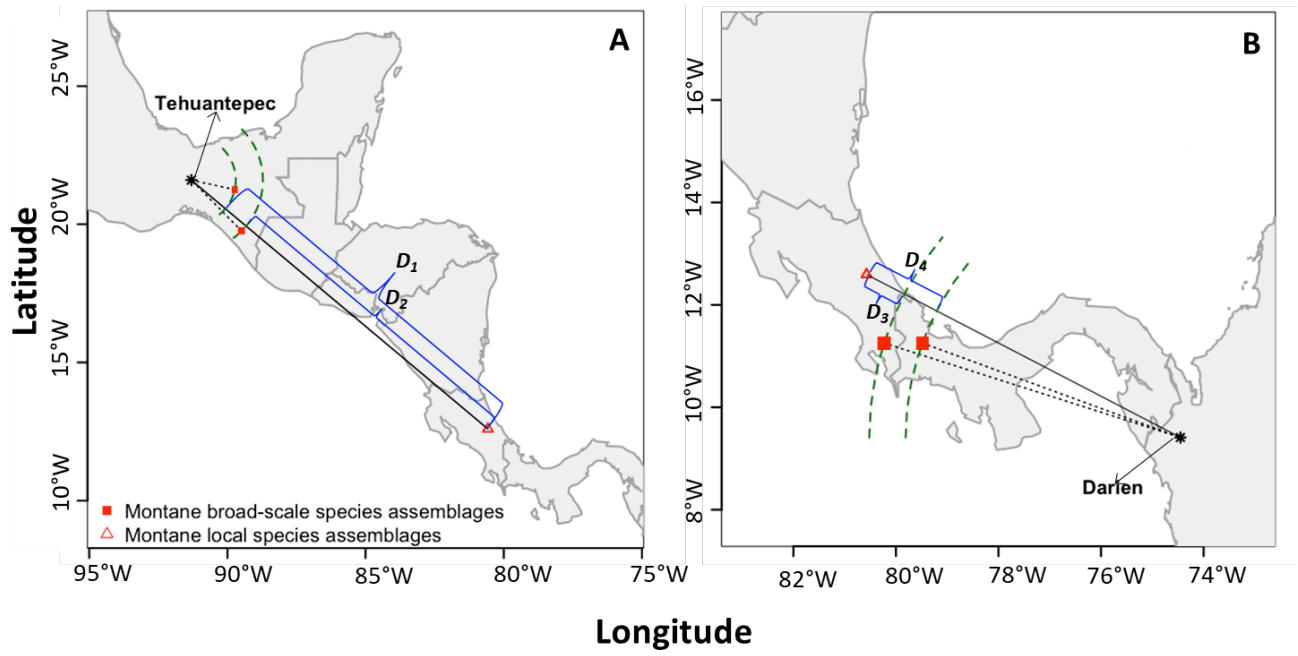 A
Tehuantepec
D1
D2
25°W
20°W
15°W
10°W
Latitude
■ Montane broad-scale species assemblages
△ Montane local species assemblages
95°W 90°W 85°W 80°W 75°W
B
D4
D3
Darien
16°W
14°W
12°W
10°W
8°W
82°W 80°W 78°W 76°W 74°W
Longitude